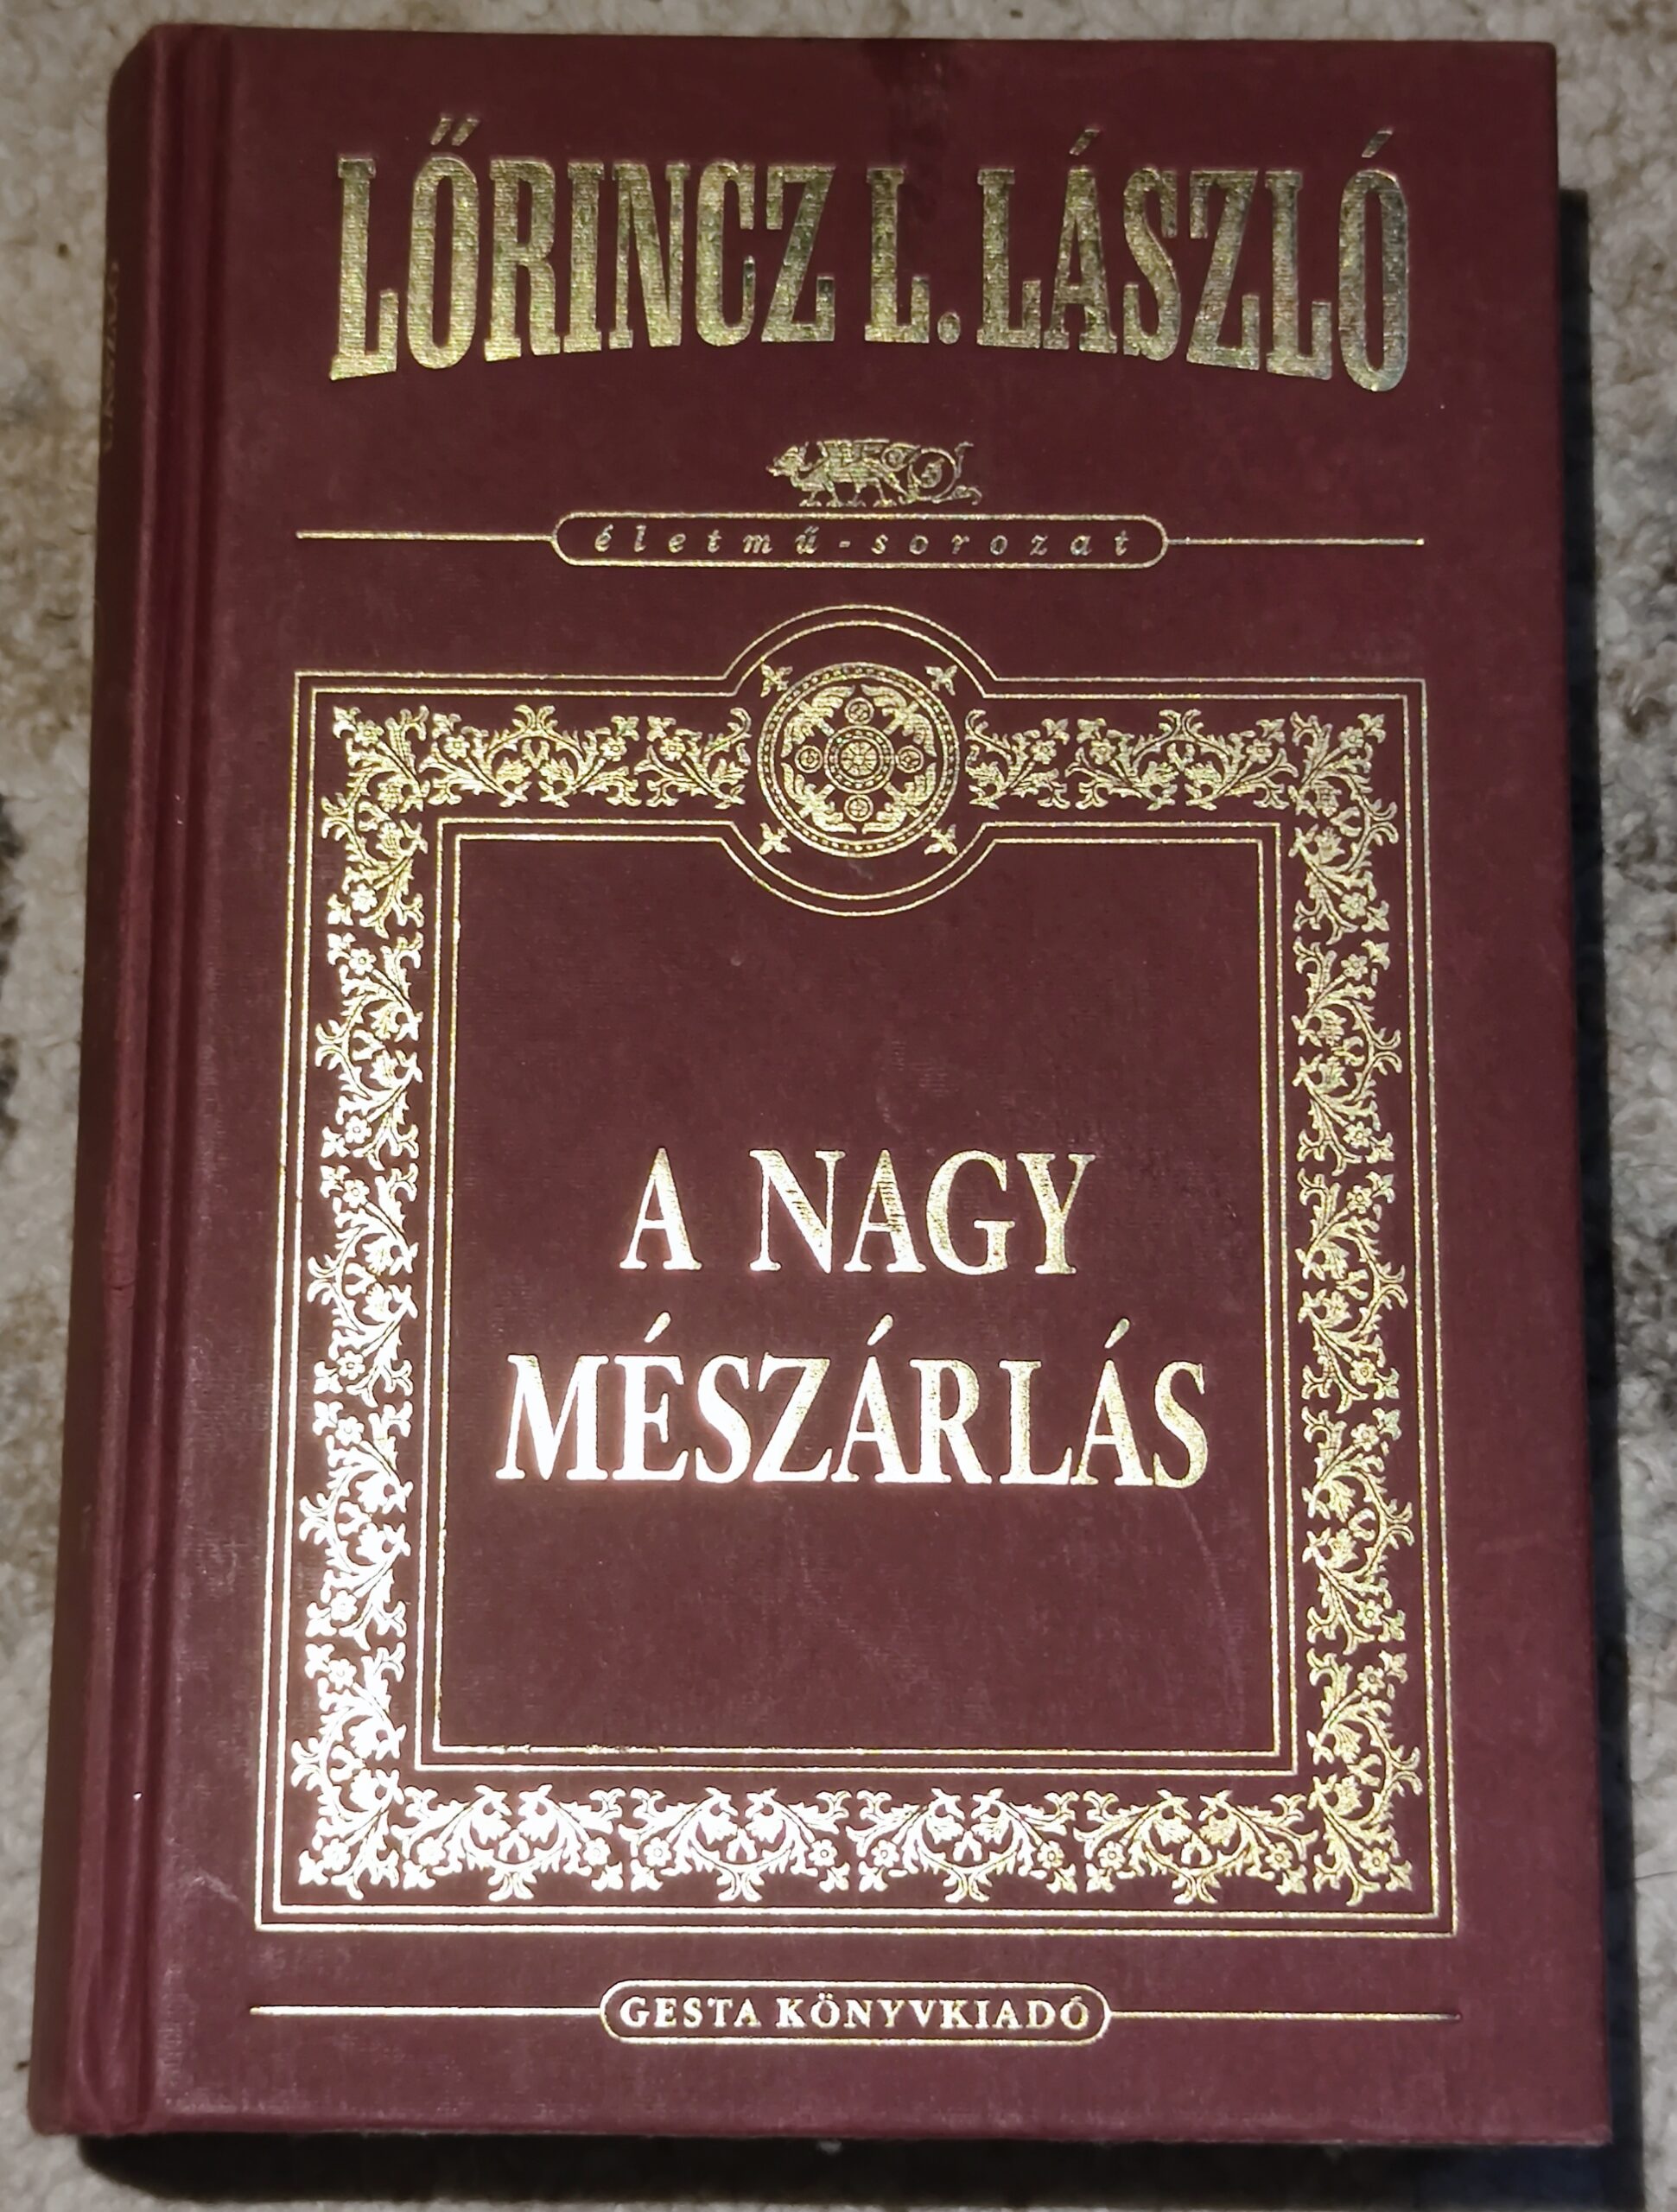 LŐRINCZ L. LÁSZLÓ
életmű-sorozat
A NAGY
MÉSZÁRLÁS
GESTA KÖNYVKIADÓ